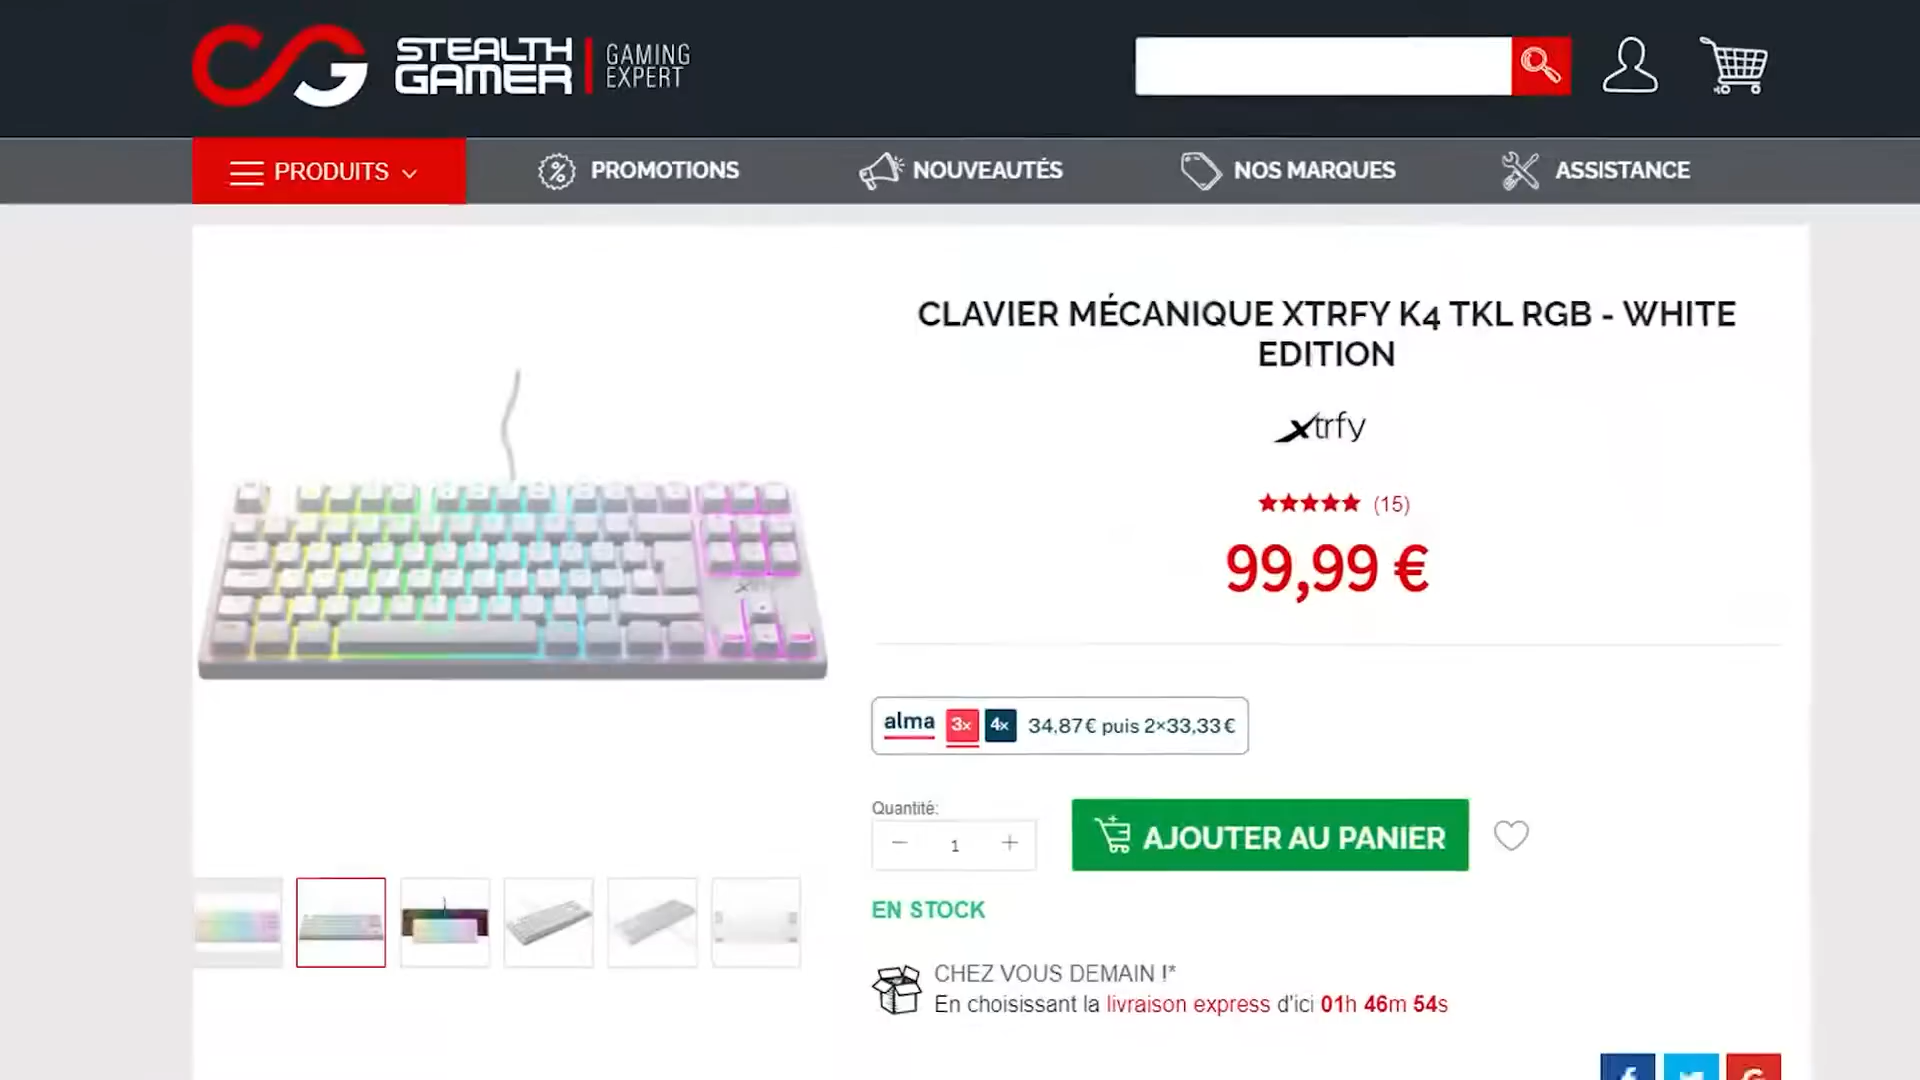 STEALTH
GAMER
GAMING
EXPERT
PRODUITS
PROMOTIONS
NOUVEAUTÉS
NOS MARQUES
ASSISTANCE
CLAVIER MÉCANIQUE XTRFY K4 TKL RGB - WHITE
EDITION
xtrfy
(15)
99,99 €
alma 3x 4x 34,87 € puis 2×33,33 €
Quantité:
− 1 +
AJOUTER AU PANIER
EN STOCK
CHEZ VOUS DEMAIN !*
En choisissant la livraison express d'ici 01h 46m 54s